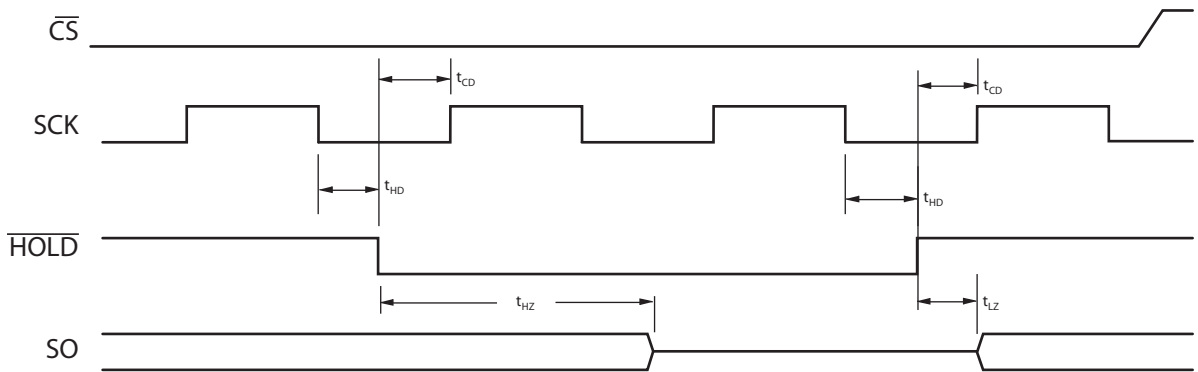 CS
t_CD
t_CD
SCK
t_HD
t_HD
HOLD
t_HZ
t_LZ
SO